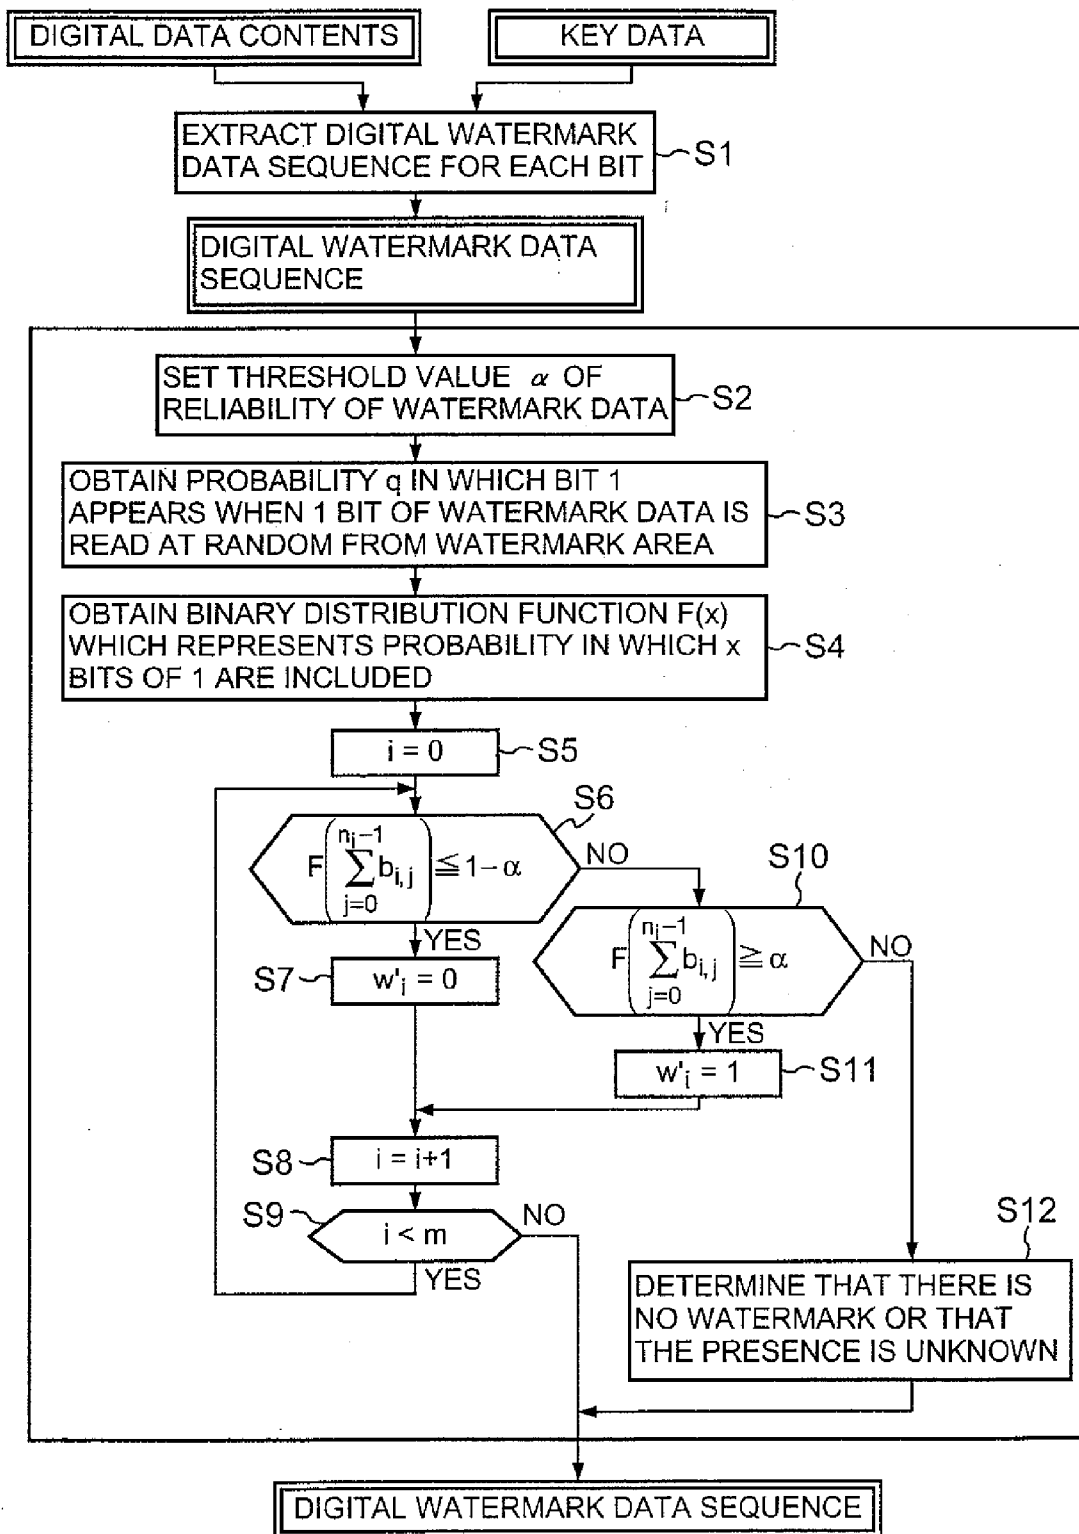 DIGITAL DATA CONTENTS
KEY DATA
EXTRACT DIGITAL WATERMARK
DATA SEQUENCE FOR EACH BIT
S1
DIGITAL WATERMARK DATA
SEQUENCE
SET THRESHOLD VALUE α OF
RELIABILITY OF WATERMARK DATA
S2
OBTAIN PROBABILITY q IN WHICH BIT 1
APPEARS WHEN 1 BIT OF WATERMARK DATA IS
READ AT RANDOM FROM WATERMARK AREA
S3
OBTAIN BINARY DISTRIBUTION FUNCTION F(x)
WHICH REPRESENTS PROBABILITY IN WHICH x
BITS OF 1 ARE INCLUDED
S4
i = 0
S5
S6
F(∑_{j=0}^{n_i−1} b_{i,j}) ≦ 1−α
NO
YES
S10
F(∑_{j=0}^{n_i−1} b_{i,j}) ≧ α
NO
YES
S7
w'_i = 0
w'_i = 1
S11
S8
i = i+1
S9
i < m
NO
YES
S12
DETERMINE THAT THERE IS
NO WATERMARK OR THAT
THE PRESENCE IS UNKNOWN
DIGITAL WATERMARK DATA SEQUENCE